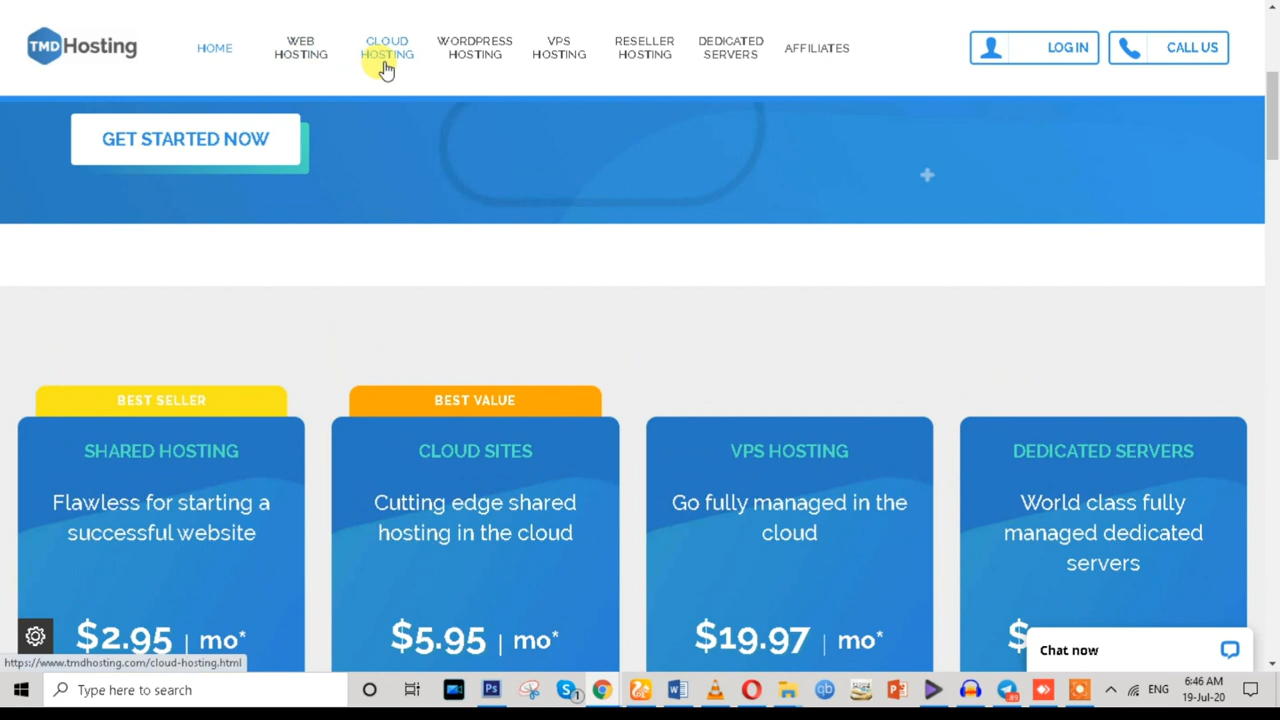 TMDHosting
HOME
WEB
HOSTING
CLOUD
HOSTING
WORDPRESS
HOSTING
VPS
HOSTING
RESELLER
HOSTING
DEDICATED
SERVERS
AFFILIATES
LOG IN
CALL US
GET STARTED NOW
BEST SELLER
SHARED HOSTING
Flawless for starting a
successful website
$2.95 | mo*
BEST VALUE
CLOUD SITES
Cutting edge shared
hosting in the cloud
$5.95 | mo*
VPS HOSTING
Go fully managed in the
cloud
$19.97 | mo*
DEDICATED SERVERS
World class fully
managed dedicated
servers
$
Chat now
https://www.tmdhosting.com/cloud-hosting.html
Type here to search
ENG
6:46 AM
19-Jul-20